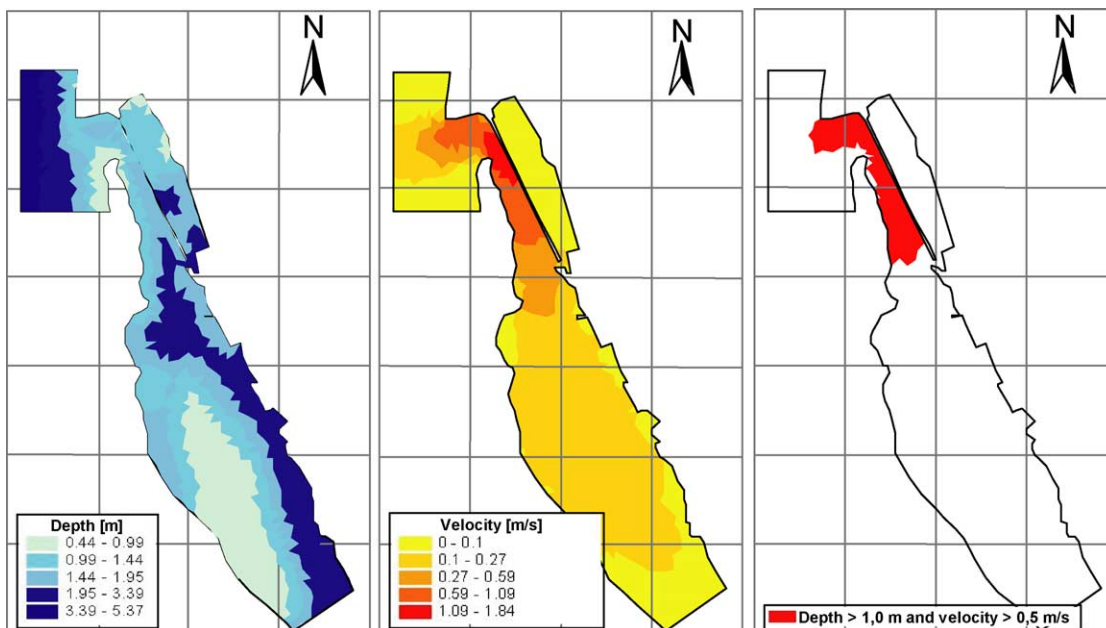 N
N
N
Depth [m]
0.44 - 0.99
0.99 - 1.44
1.44 - 1.95
1.95 - 3.39
3.39 - 5.37
Velocity [m/s]
0 - 0.1
0.1 - 0.27
0.27 - 0.59
0.59 - 1.09
1.09 - 1.84
Depth > 1,0 m and velocity > 0,5 m/s